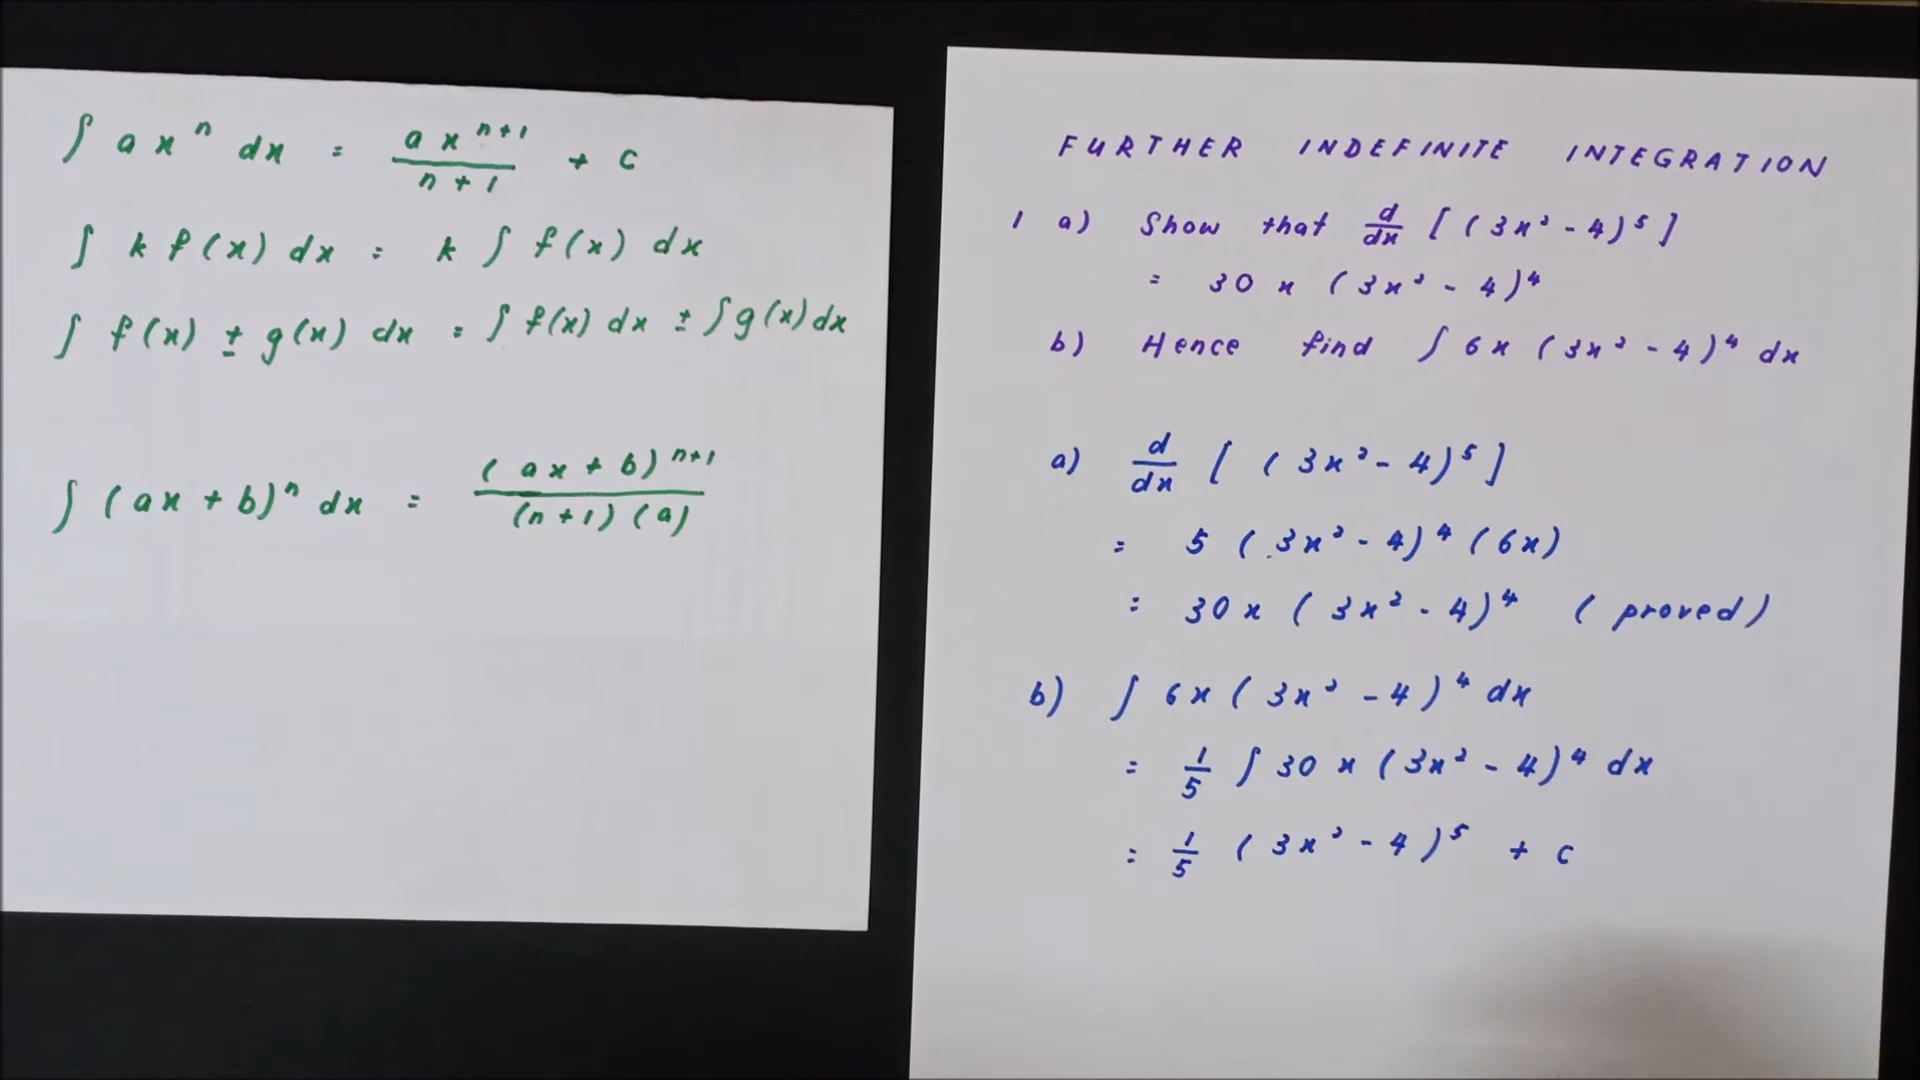 ∫ a x^n dx = (a x^(n+1))/(n + 1) + c
∫ k f(x) dx = k ∫ f(x) dx
∫ f(x) ± g(x) dx = ∫ f(x) dx ± ∫ g(x) dx
∫ (ax + b)^n dx = ((ax + b)^(n+1))/((n + 1)(a))
FURTHER INDEFINITE INTEGRATION
1 a) Show that d/dx [(3x² - 4)⁵]
= 30 x (3x² - 4)⁴
b) Hence find ∫ 6x (3x² - 4)⁴ dx
a) d/dx [(3x² - 4)⁵]
= 5 (3x² - 4)⁴ (6x)
= 30 x (3x² - 4)⁴ (proved)
b) ∫ 6x (3x² - 4)⁴ dx
= 1/5 ∫ 30 x (3x² - 4)⁴ dx
= 1/5 (3x² - 4)⁵ + c